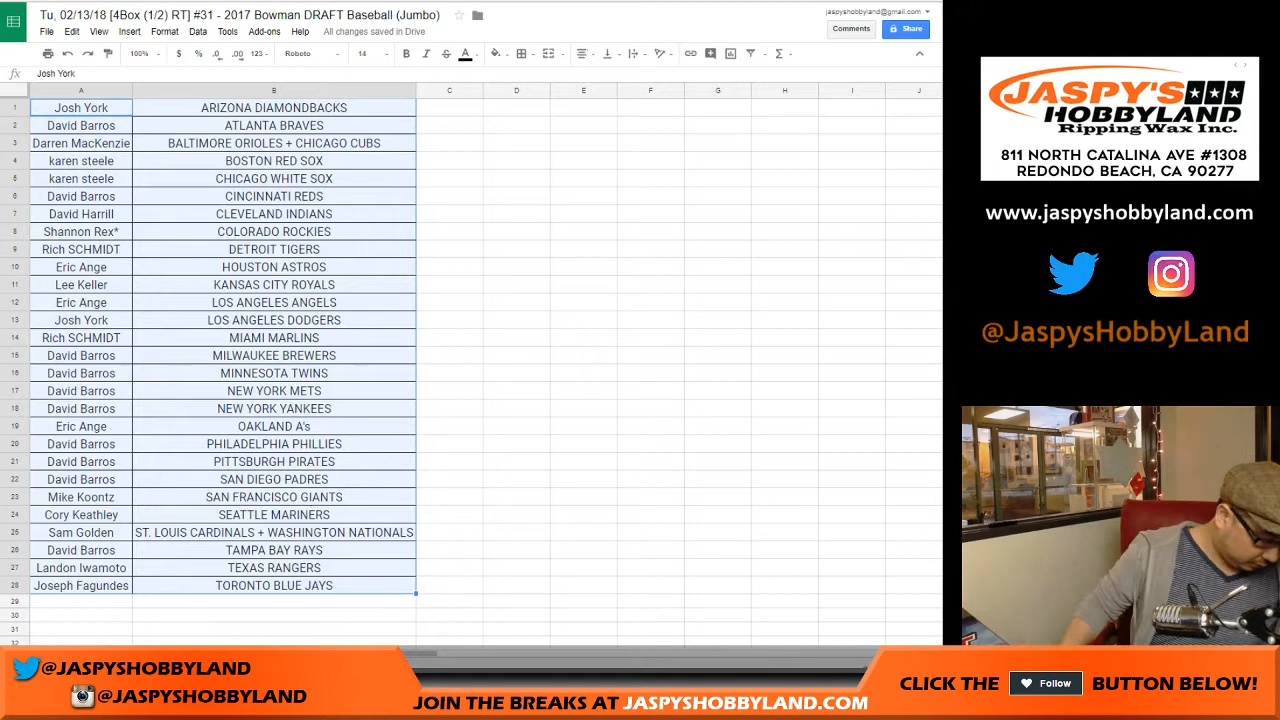 Tu, 02/13/18 [4Box (1/2) RT] #31 - 2017 Bowman DRAFT Baseball (Jumbo)
jaspyshobbyland@gmail.com
File Edit View Insert Format Data Tools Add-ons Help All changes saved in Drive
Comments Share
100% $ % .0 .00 123 Roboto 14 B I S A
fx Josh York
A B C D E F G H I J
1 Josh York ARIZONA DIAMONDBACKS
2 David Barros ATLANTA BRAVES
3 Darren MacKenzie BALTIMORE ORIOLES + CHICAGO CUBS
4 karen steele BOSTON RED SOX
5 karen steele CHICAGO WHITE SOX
6 David Barros CINCINNATI REDS
7 David Harrill CLEVELAND INDIANS
8 Shannon Rex* COLORADO ROCKIES
9 Rich SCHMIDT DETROIT TIGERS
10 Eric Ange HOUSTON ASTROS
11 Lee Keller KANSAS CITY ROYALS
12 Eric Ange LOS ANGELES ANGELS
13 Josh York LOS ANGELES DODGERS
14 Rich SCHMIDT MIAMI MARLINS
15 David Barros MILWAUKEE BREWERS
16 David Barros MINNESOTA TWINS
17 David Barros NEW YORK METS
18 David Barros NEW YORK YANKEES
19 Eric Ange OAKLAND A's
20 David Barros PHILADELPHIA PHILLIES
21 David Barros PITTSBURGH PIRATES
22 David Barros SAN DIEGO PADRES
23 Mike Koontz SAN FRANCISCO GIANTS
24 Cory Keathley SEATTLE MARINERS
25 Sam Golden ST. LOUIS CARDINALS + WASHINGTON NATIONALS
26 David Barros TAMPA BAY RAYS
27 Landon Iwamoto TEXAS RANGERS
28 Joseph Fagundes TORONTO BLUE JAYS
29
30
31
32
JASPY'S
HOBBYLAND
Ripping Wax Inc.
811 NORTH CATALINA AVE #1308
REDONDO BEACH, CA 90277
www.jaspyshobbyland.com
@JaspysHobbyLand
@JASPYSHOBBYLAND
@JASPYSHOBBYLAND
JOIN THE BREAKS AT JASPYSHOBBYLAND.COM
CLICK THE Follow BUTTON BELOW!